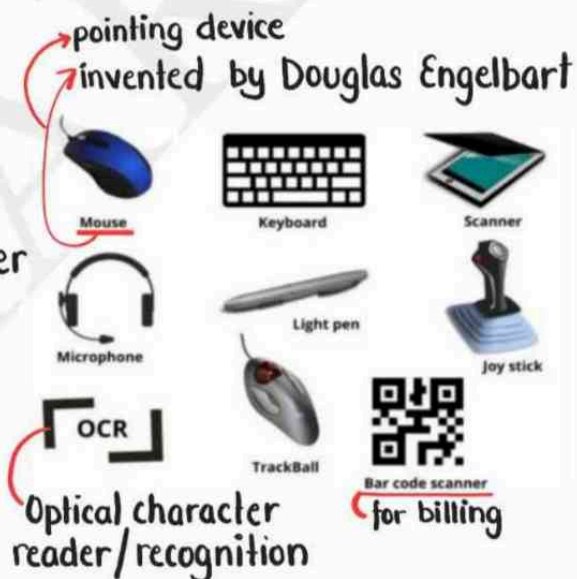 pointing device
invented by Douglas Engelbart
Mouse
Keyboard
Scanner
er
Microphone
Light pen
Joy stick
OCR
TrackBall
Bar code scanner
for billing
Optical character
reader/recognition